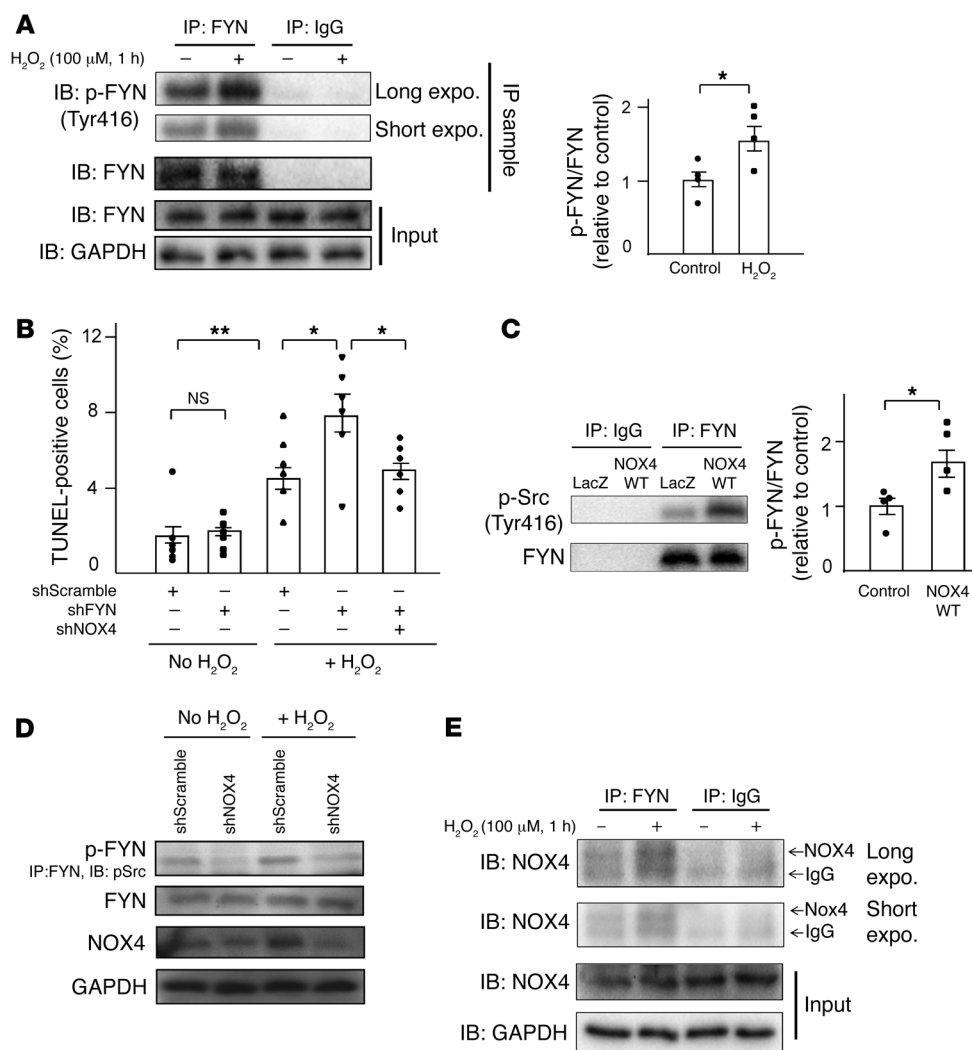 A
IP: FYN IP: IgG
H₂O₂ (100 μM, 1 h) – + – +
IB: p-FYN
(Tyr416)
Long expo.
Short expo.
IB: FYN
IP sample
IB: FYN
IB: GAPDH
Input
p-FYN/FYN
(relative to control)
2
1
0
*
Control H₂O₂
B
TUNEL-positive cells (%)
12
8
4
0
** * *
NS
shScramble + – + – –
shFYN – + – + +
shNOX4 – – – – +
No H₂O₂ + H₂O₂
C
IP: IgG IP: FYN
LacZ NOX4 WT LacZ NOX4 WT
p-Src
(Tyr416)
FYN
p-FYN/FYN
(relative to control)
2
1
0
*
Control NOX4
WT
D
No H₂O₂ + H₂O₂
shScramble shNOX4 shScramble shNOX4
p-FYN
IP:FYN, IB: pSrc
FYN
NOX4
GAPDH
E
IP: FYN IP: IgG
H₂O₂ (100 μM, 1 h) – + – +
IB: NOX4
←NOX4
←IgG
Long
expo.
IB: NOX4
←Nox4
←IgG
Short
expo.
IB: NOX4
IB: GAPDH
Input